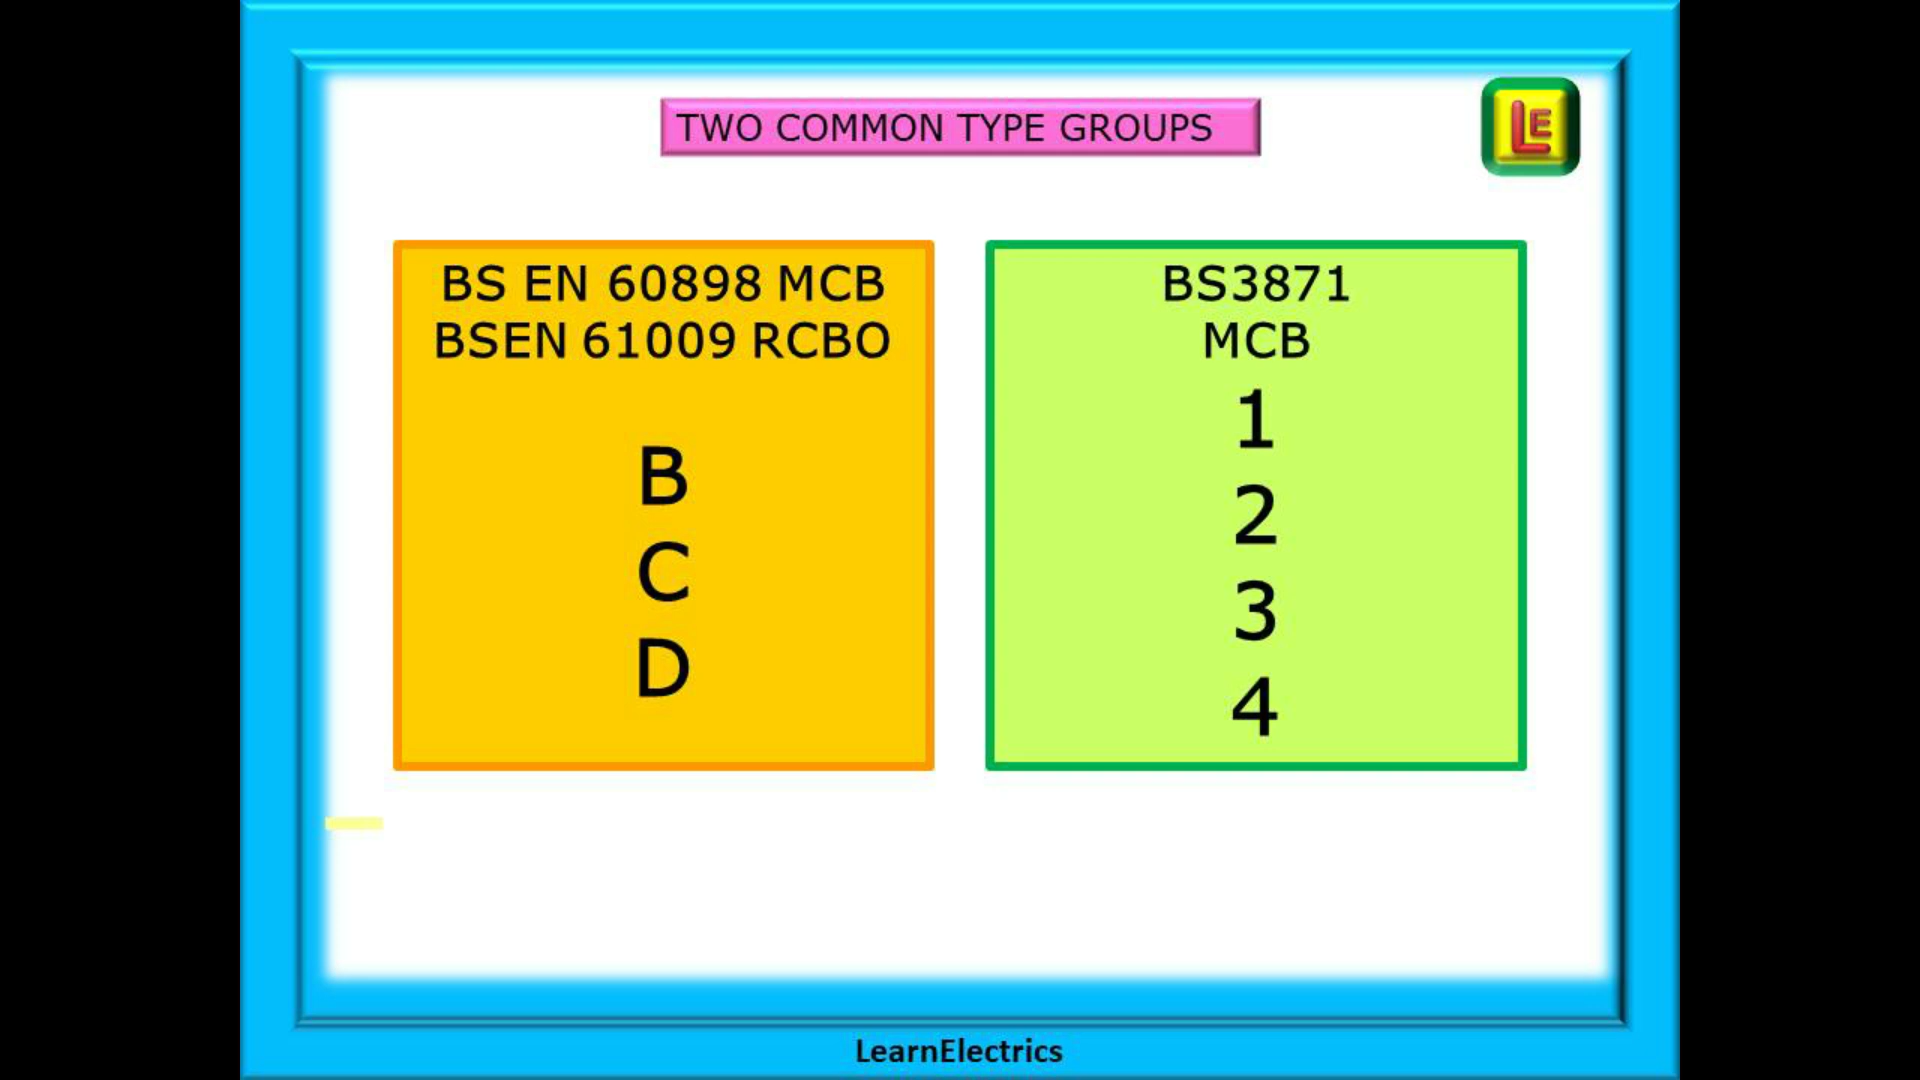 TWO COMMON TYPE GROUPS
LE
BS EN 60898 MCB
BSEN 61009 RCBO
B
C
D
BS3871
MCB
1
2
3
4
LearnElectrics